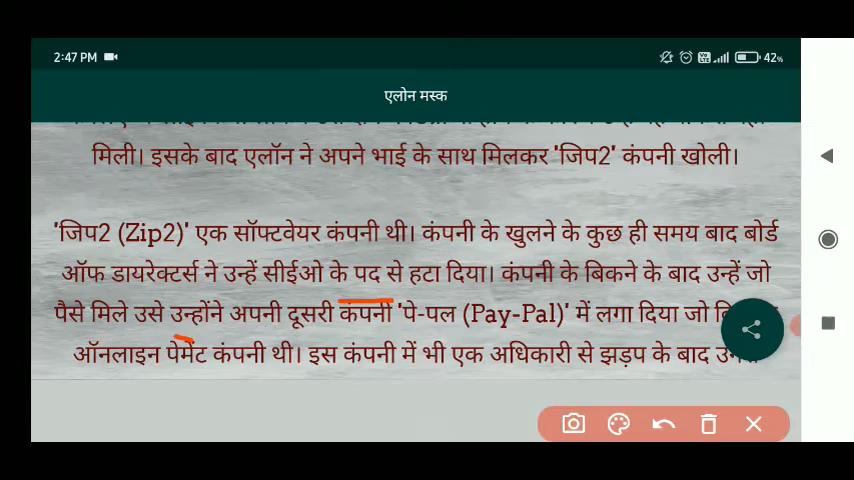 2:47 PM
42%
एलोन मस्क
मिली। इसके बाद एलॉन ने अपने भाई के साथ मिलकर 'जिप2' कंपनी खोली।
'जिप2 (Zip2)' एक सॉफ्टवेयर कंपनी थी। कंपनी के खुलने के कुछ ही समय बाद बोर्ड
ऑफ डायरेक्टर्स ने उन्हें सीईओ के पद से हटा दिया। कंपनी के बिकने के बाद उन्हें जो
पैसे मिले उसे उन्होंने अपनी दूसरी कंपनी 'पे-पल (Pay-Pal)' में लगा दिया जो
ऑनलाइन पेमेंट कंपनी थी। इस कंपनी में भी एक अधिकारी से झड़प के बाद